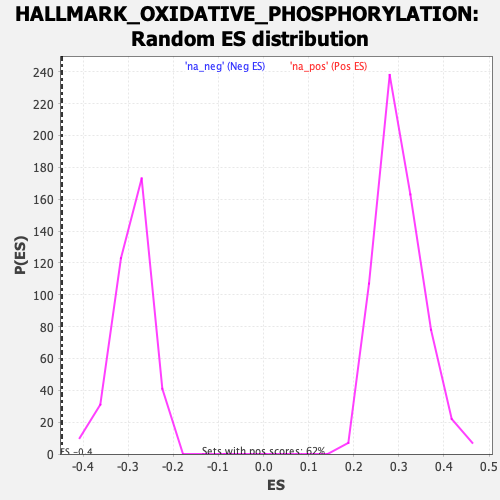 HALLMARK_OXIDATIVE_PHOSPHORYLATION:
Random ES distribution
'na_neg' (Neg ES) 'na_pos' (Pos ES)
240
220
200
180
160
140
120
100
80
60
40
20
0
P(ES)
ES -0.4
Sets with pos scores: 62%
-0.4 -0.3 -0.2 -0.1 0.0 0.1 0.2 0.3 0.4 0.5
ES